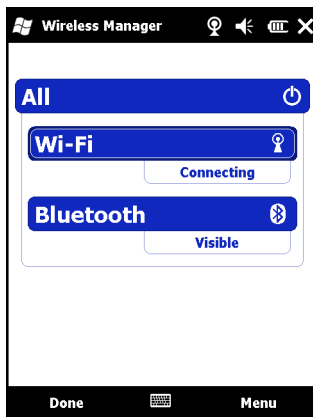 Wireless Manager
All
Wi-Fi
Connecting
Bluetooth
Visible
Done Menu